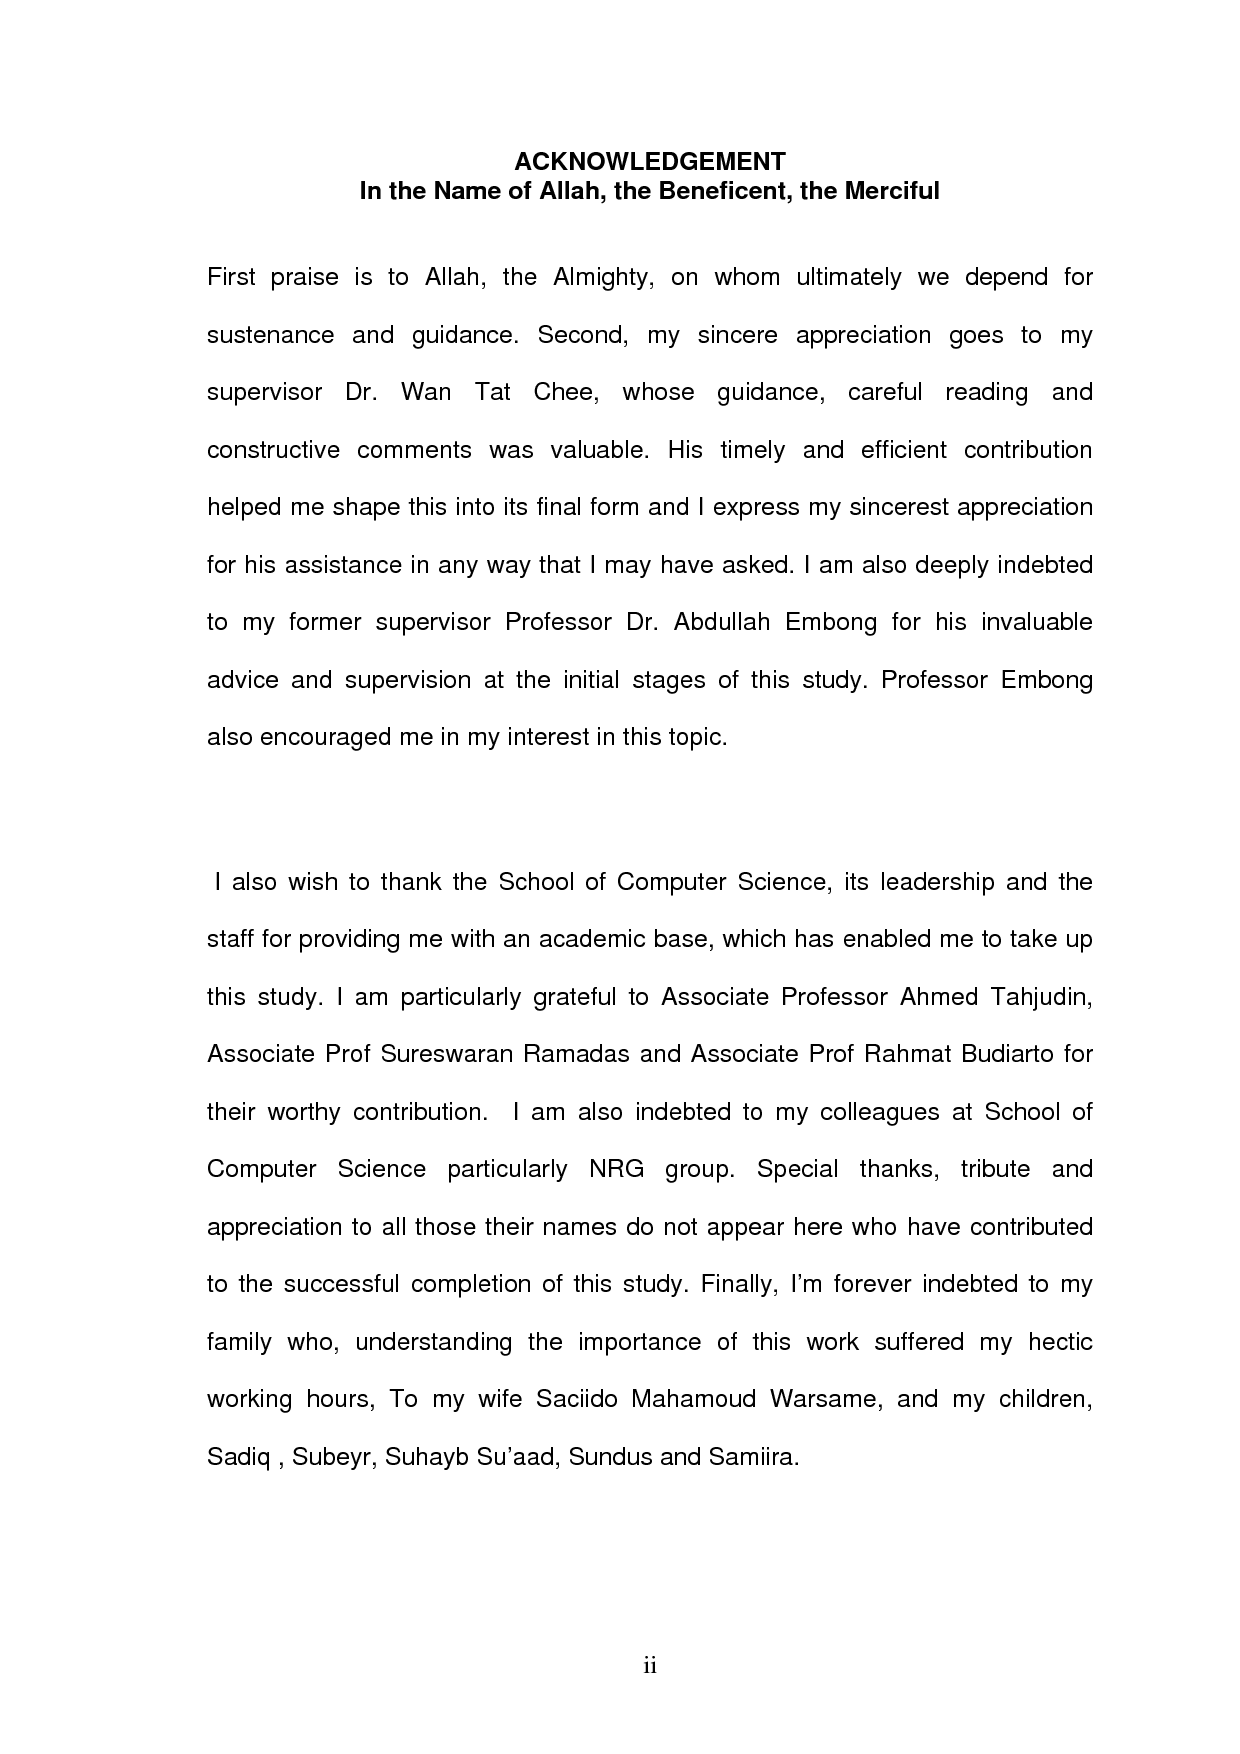 ACKNOWLEDGEMENT
In the Name of Allah, the Beneficent, the Merciful
First praise is to Allah, the Almighty, on whom ultimately we depend for
sustenance and guidance. Second, my sincere appreciation goes to my
supervisor Dr. Wan Tat Chee, whose guidance, careful reading and
constructive comments was valuable. His timely and efficient contribution
helped me shape this into its final form and I express my sincerest appreciation
for his assistance in any way that I may have asked. I am also deeply indebted
to my former supervisor Professor Dr. Abdullah Embong for his invaluable
advice and supervision at the initial stages of this study. Professor Embong
also encouraged me in my interest in this topic.
I also wish to thank the School of Computer Science, its leadership and the
staff for providing me with an academic base, which has enabled me to take up
this study. I am particularly grateful to Associate Professor Ahmed Tahjudin,
Associate Prof Sureswaran Ramadas and Associate Prof Rahmat Budiarto for
their worthy contribution.  I am also indebted to my colleagues at School of
Computer Science particularly NRG group. Special thanks, tribute and
appreciation to all those their names do not appear here who have contributed
to the successful completion of this study. Finally, I'm forever indebted to my
family who, understanding the importance of this work suffered my hectic
working hours, To my wife Saciido Mahamoud Warsame, and my children,
Sadiq , Subeyr, Suhayb Su'aad, Sundus and Samiira.
ii